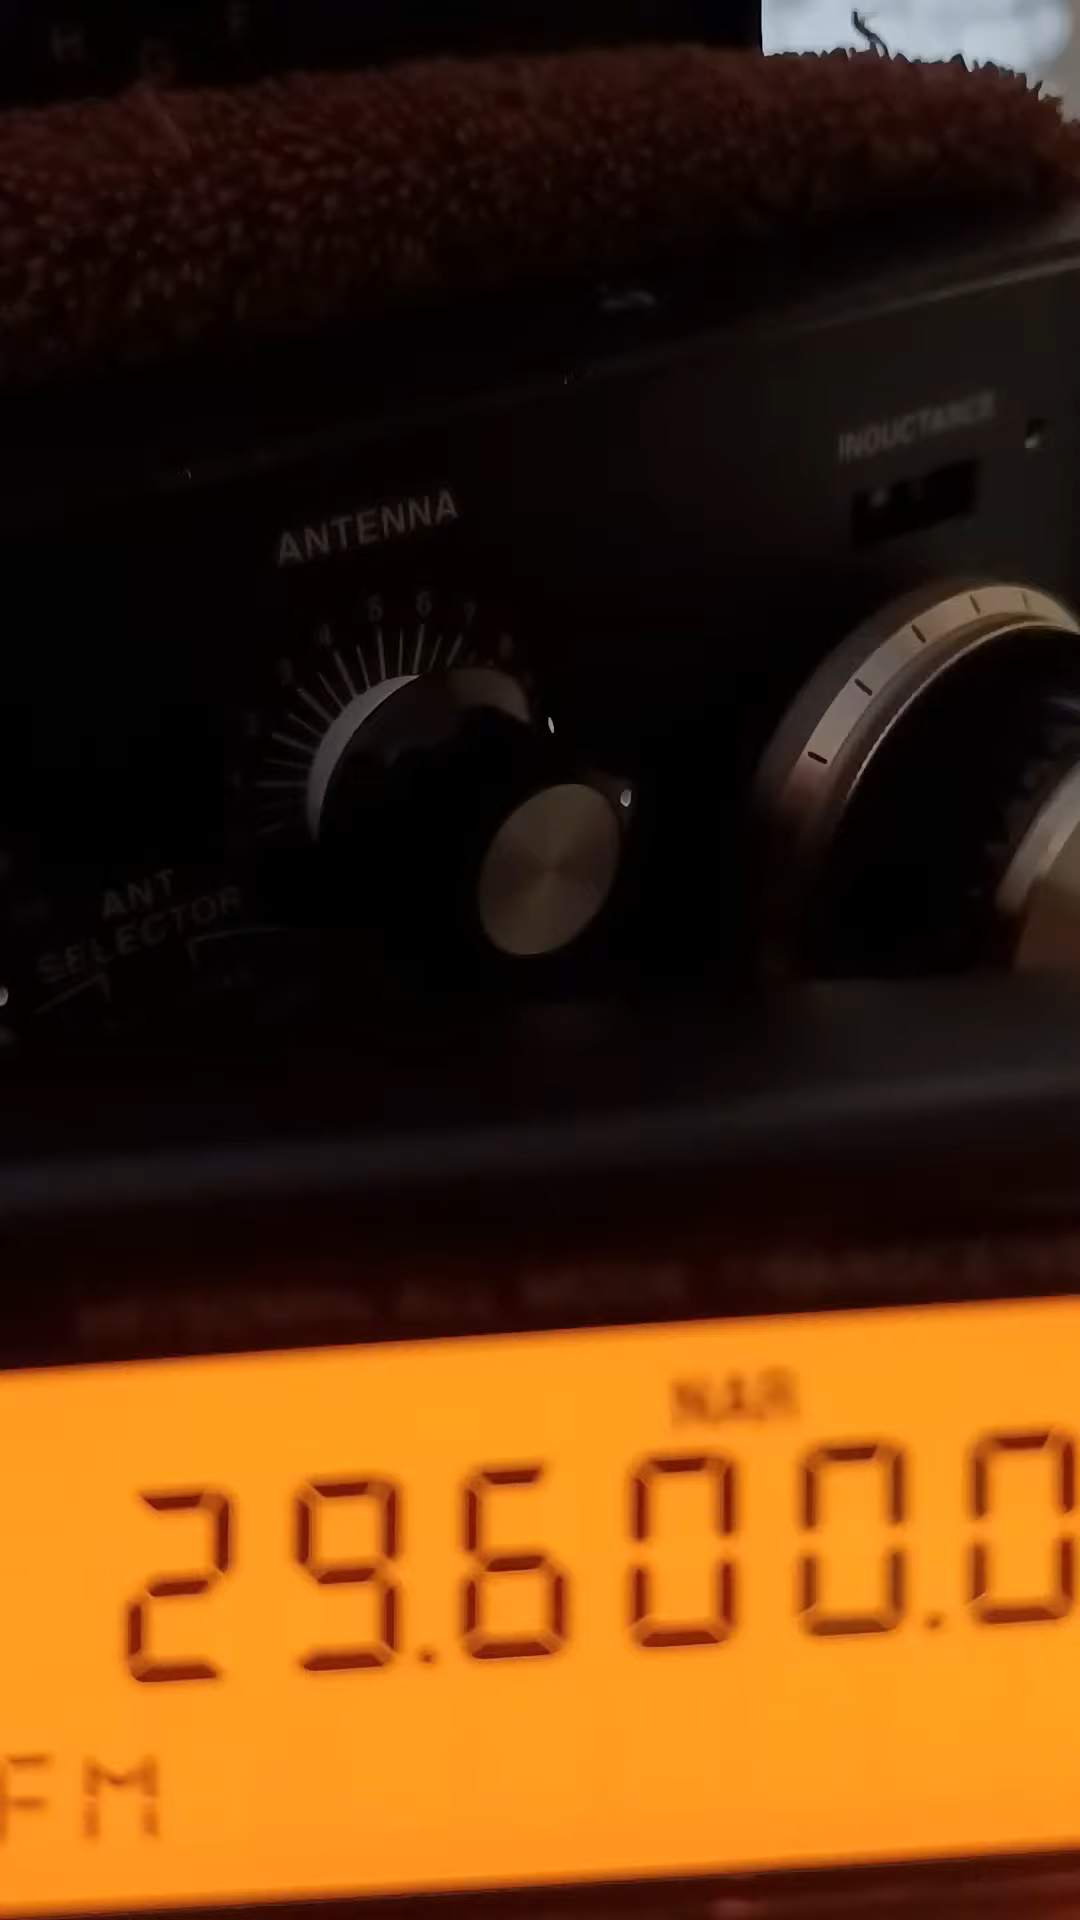 INDUCTANCE
ANTENNA
4 5 6 7
ANT
SELECTOR
NAR
29.600.0
FM